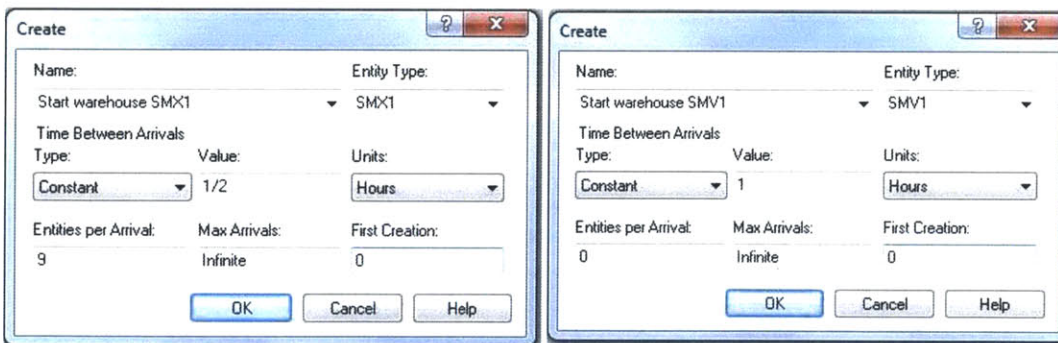 Create
Name: Entity Type:
Start warehouse SMX1 SMX1
Time Between Arrivals
Type: Value: Units:
Constant 1/2 Hours
Entities per Arrival: Max Arrivals: First Creation:
9 Infinite 0
OK Cancel Help
Create
Name: Entity Type:
Start warehouse SMV1 SMV1
Time Between Arrivals
Type: Value: Units:
Constant 1 Hours
Entities per Arrival: Max Arrivals: First Creation:
0 Infinite 0
OK Cancel Help